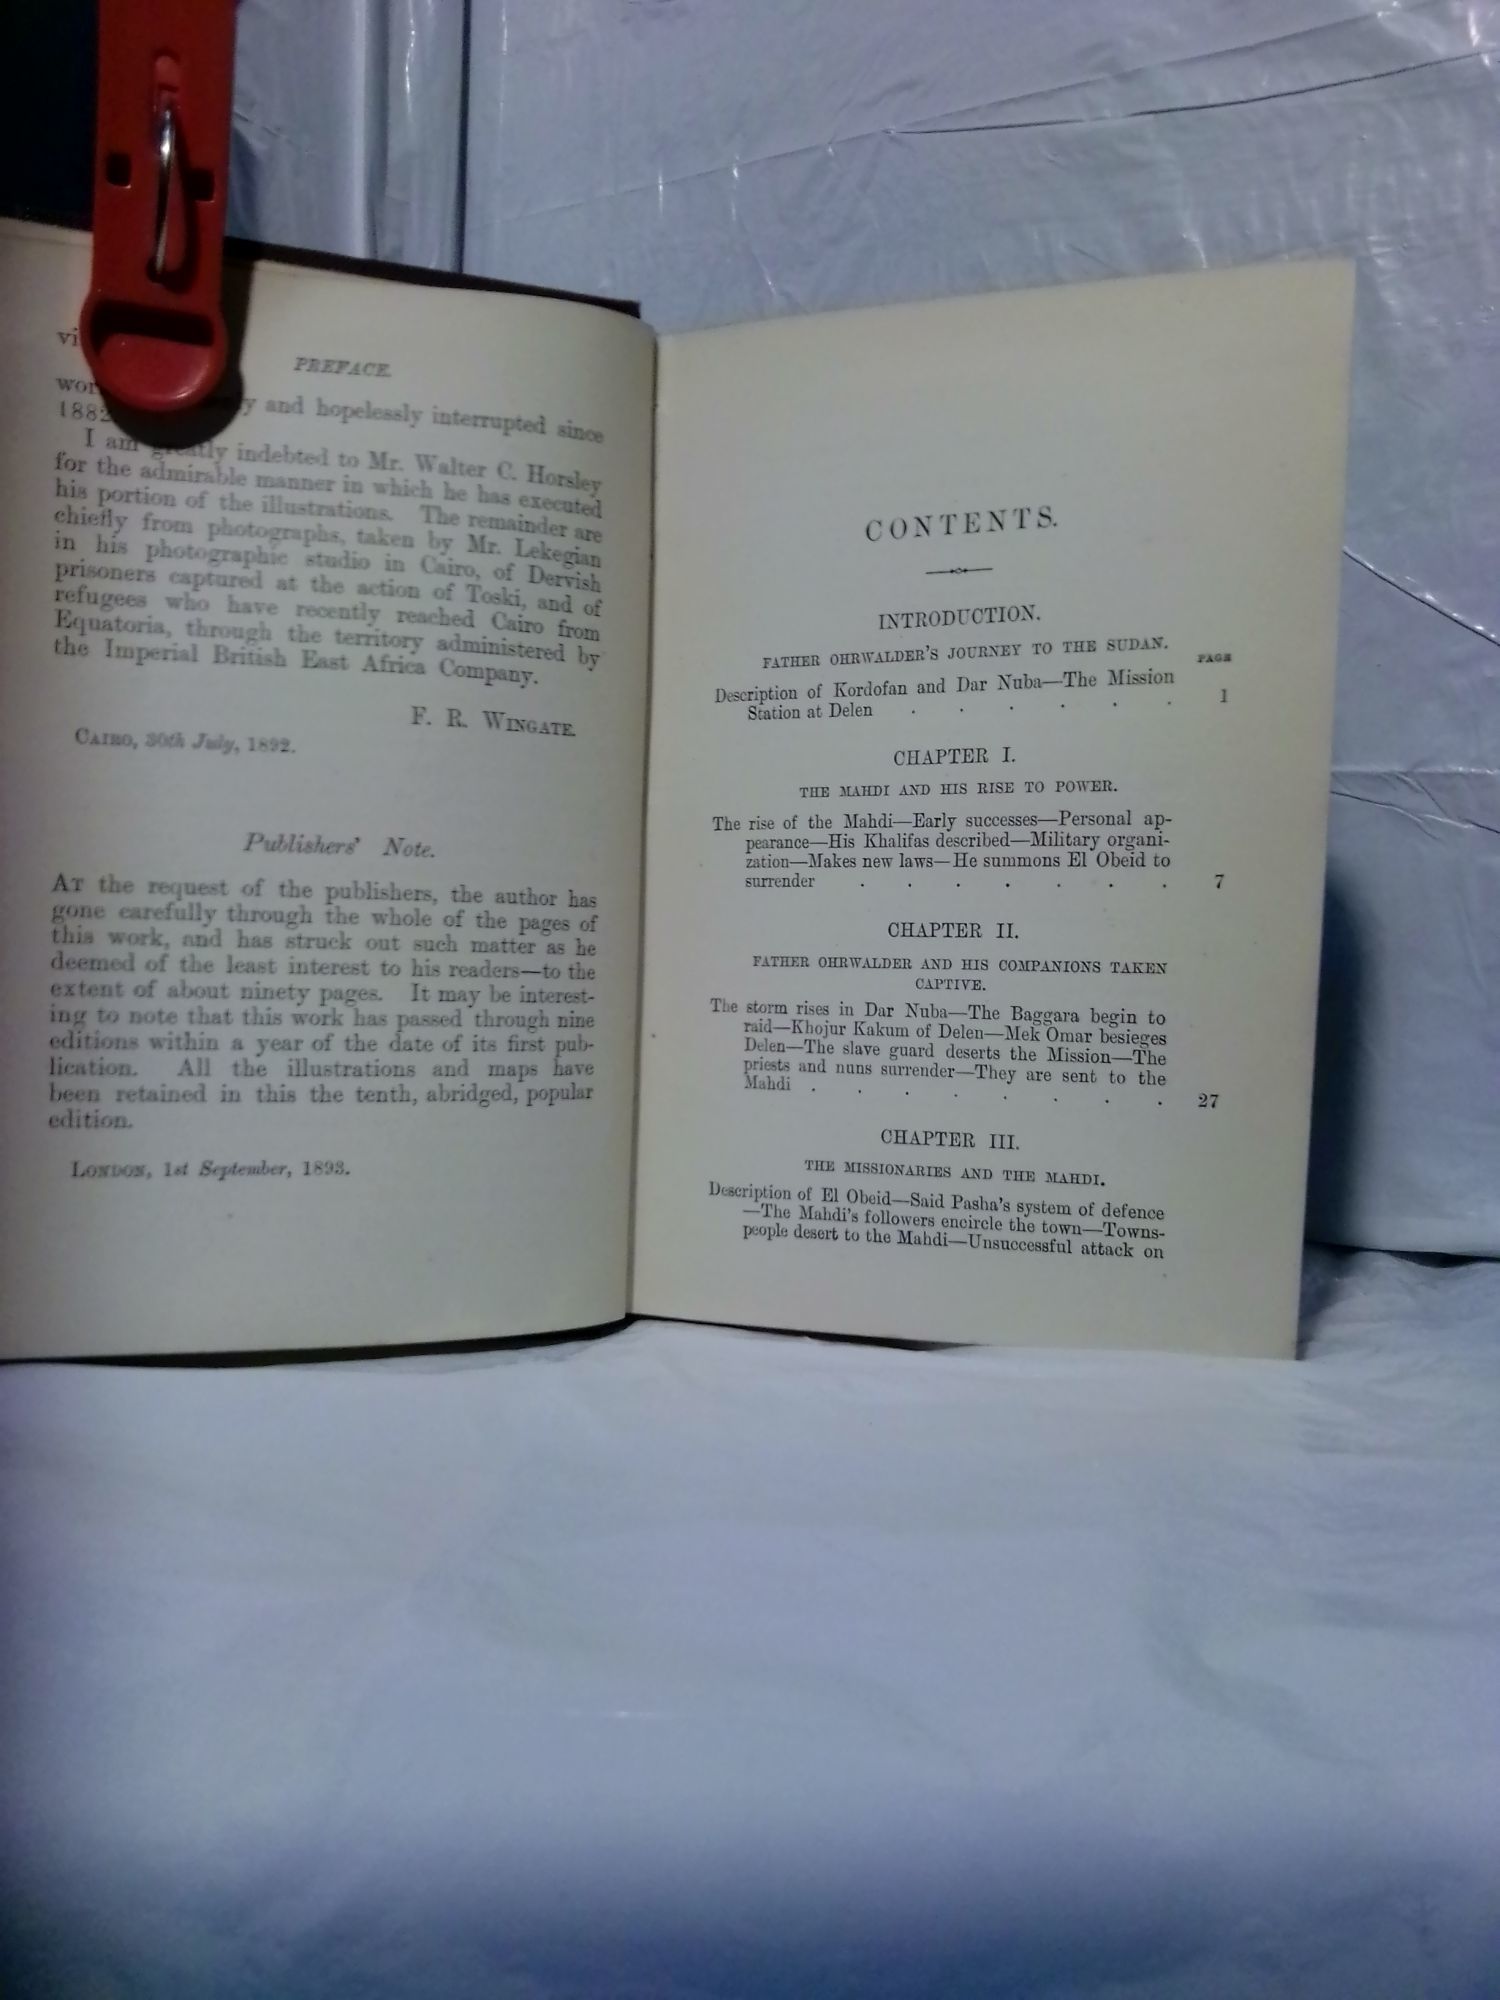 PREFACE.
and hopelessly interrupted since
1882
I am greatly indebted to Mr. Walter C. Horsley
for the admirable manner in which he has executed
his portion of the illustrations. The remainder are
chiefly from photographs, taken by Mr. Lekegian
in his photographic studio in Cairo, of Dervish
prisoners captured at the action of Toski, and of
refugees who have recently reached Cairo from
Equatoria, through the territory administered by
the Imperial British East Africa Company.
F. R. WINGATE.
CAIRO, 30th July, 1892.
Publishers' Note.
AT the request of the publishers, the author has
gone carefully through the whole of the pages of
this work, and has struck out such matter as he
deemed of the least interest to his readers—to the
extent of about ninety pages. It may be interest-
ing to note that this work has passed through nine
editions within a year of the date of its first pub-
lication. All the illustrations and maps have
been retained in this the tenth, abridged, popular
edition.
LONDON, 1st September, 1893.
CONTENTS.
INTRODUCTION.
FATHER OHRWALDER'S JOURNEY TO THE SUDAN.
PAGE
Description of Kordofan and Dar Nuba—The Mission
Station at Delen . . . . . . 1
CHAPTER I.
THE MAHDI AND HIS RISE TO POWER.
The rise of the Mahdi—Early successes—Personal ap-
pearance—His Khalifas described—Military organi-
zation—Makes new laws—He summons El Obeid to
surrender . . . . . . . 7
CHAPTER II.
FATHER OHRWALDER AND HIS COMPANIONS TAKEN
CAPTIVE.
The storm rises in Dar Nuba—The Baggara begin to
raid—Khojur Kakum of Delen—Mek Omar besieges
Delen—The slave guard deserts the Mission—The
priests and nuns surrender—They are sent to the
Mahdi . . . . . . . . 27
CHAPTER III.
THE MISSIONARIES AND THE MAHDI.
Description of El Obeid—Said Pasha's system of defence
—The Mahdi's followers encircle the town—Towns-
people desert to the Mahdi—Unsuccessful attack on